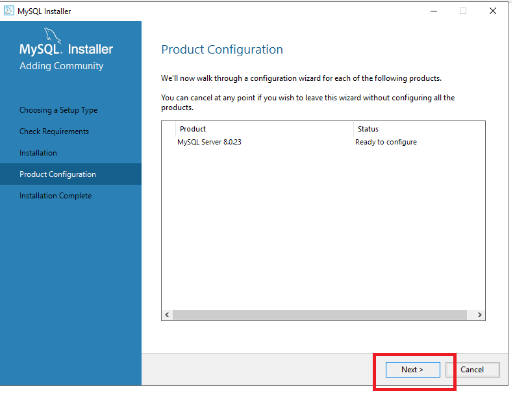 MySQL Installer
MySQL. Installer
Adding Community
Choosing a Setup Type
Check Requirements
Installation
Product Configuration
Installation Complete
Product Configuration
We'll now walk through a configuration wizard for each of the following products.
You can cancel at any point if you wish to leave this wizard without configuring all the
products.
Product Status
MySQL Server 8.0.23 Ready to configure
Next > Cancel